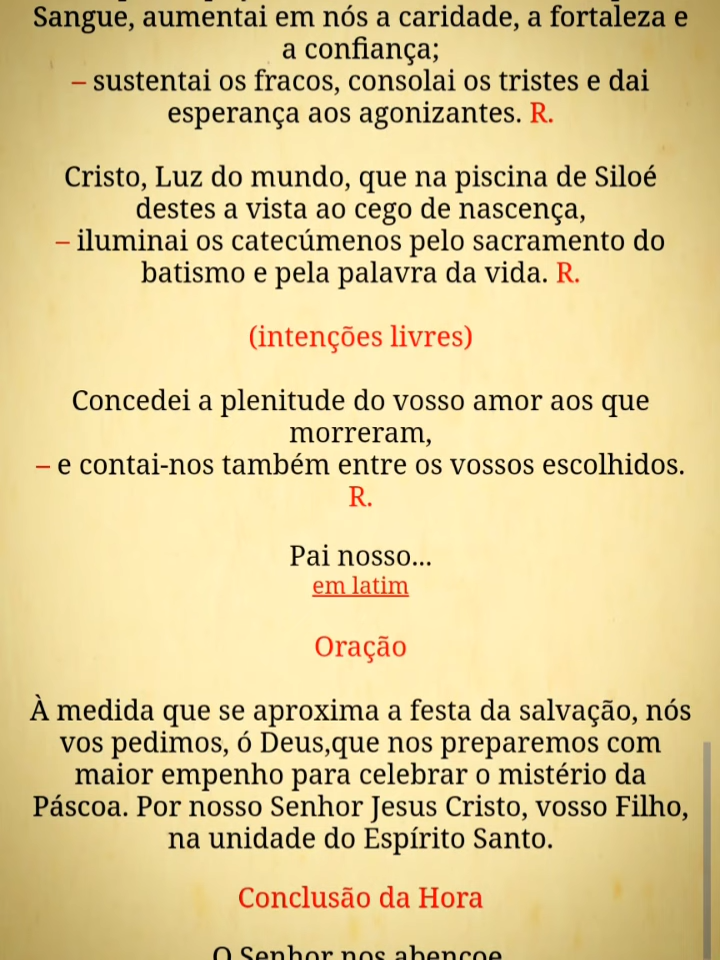 Sangue, aumentai em nós a caridade, a fortaleza e
a confiança;
– sustentai os fracos, consolai os tristes e dai
esperança aos agonizantes. R.
Cristo, Luz do mundo, que na piscina de Siloé
destes a vista ao cego de nascença,
– iluminai os catecúmenos pelo sacramento do
batismo e pela palavra da vida. R.
(intenções livres)
Concedei a plenitude do vosso amor aos que
morreram,
– e contai-nos também entre os vossos escolhidos.
R.
Pai nosso...
em latim
Oração
À medida que se aproxima a festa da salvação, nós
vos pedimos, ó Deus,que nos preparemos com
maior empenho para celebrar o mistério da
Páscoa. Por nosso Senhor Jesus Cristo, vosso Filho,
na unidade do Espírito Santo.
Conclusão da Hora
O Senhor nos abençoe